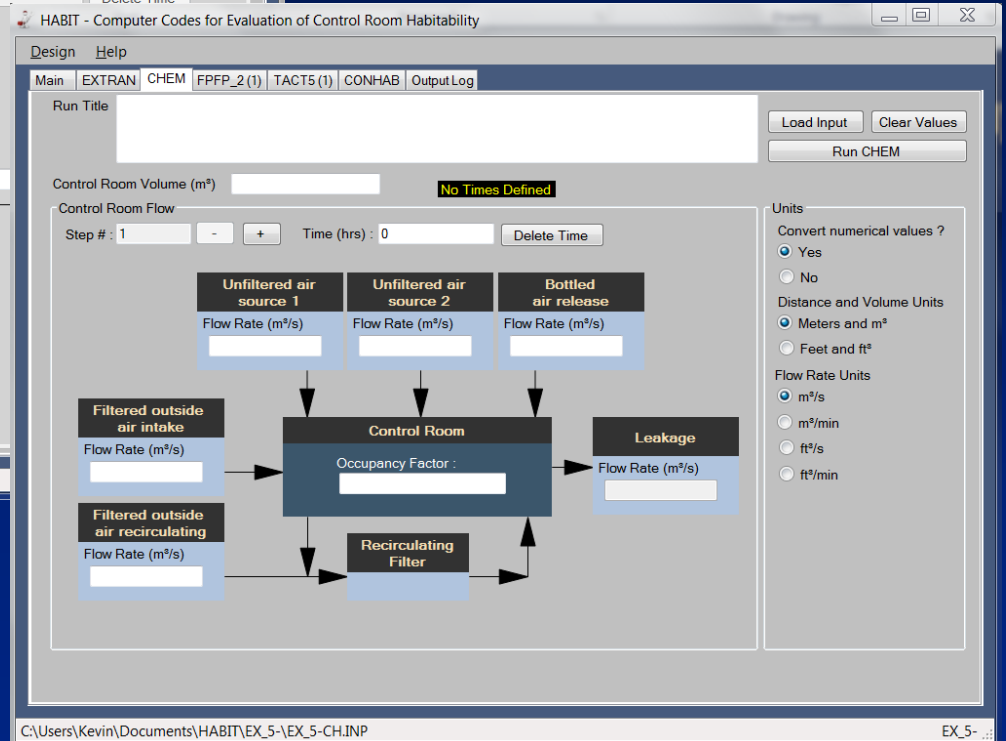 Delete Time
HABIT - Computer Codes for Evaluation of Control Room Habitability
Design Help
Main EXTRAN CHEM FPFP_2 (1) TACT5 (1) CONHAB Output Log
Run Title
Load Input Clear Values
Run CHEM
Control Room Volume (m³)
No Times Defined
Control Room Flow
Step # : 1 - + Time (hrs) : 0 Delete Time
Unfiltered air
source 1
Flow Rate (m³/s)
Unfiltered air
source 2
Flow Rate (m³/s)
Bottled
air release
Flow Rate (m³/s)
Filtered outside
air intake
Flow Rate (m³/s)
Control Room
Occupancy Factor :
Leakage
Flow Rate (m³/s)
Filtered outside
air recirculating
Flow Rate (m³/s)
Recirculating
Filter
Units
Convert numerical values ?
Yes
No
Distance and Volume Units
Meters and m³
Feet and ft³
Flow Rate Units
m³/s
m³/min
ft³/s
ft³/min
C:\Users\Kevin\Documents\HABIT\EX_5-\EX_5-CH.INP EX_5-